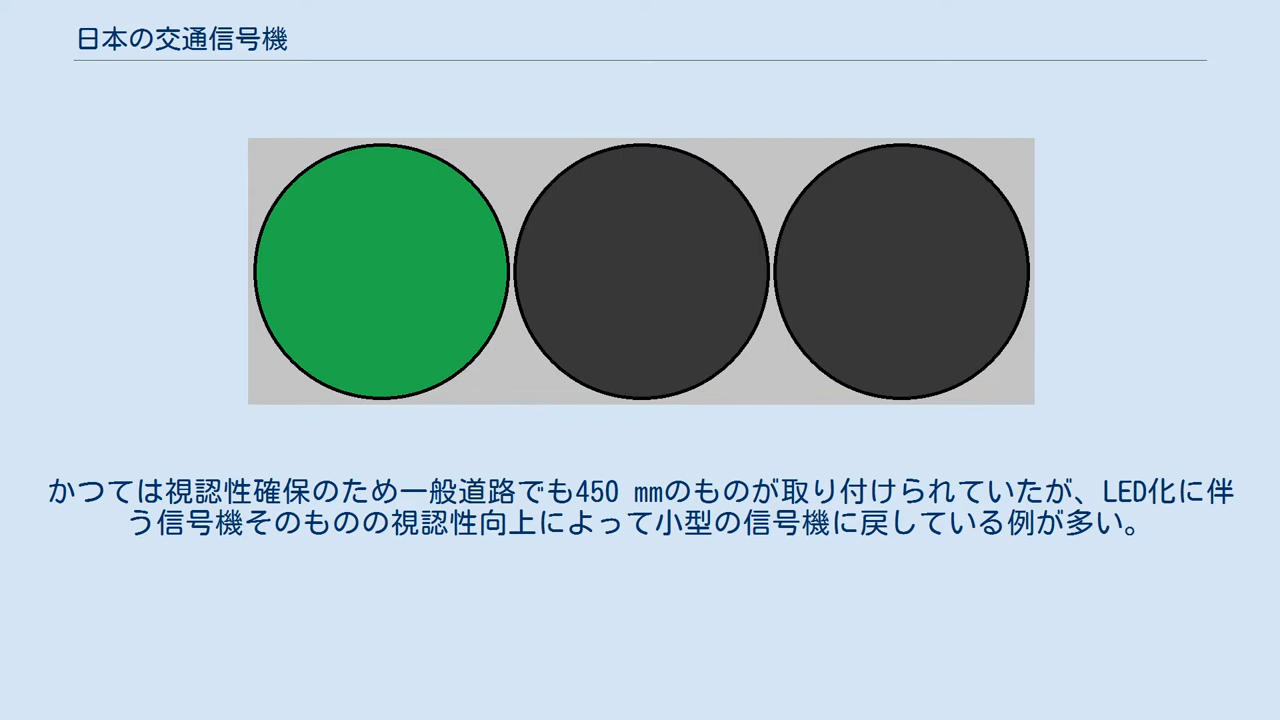 日本の交通信号機
かつては視認性確保のため一般道路でも450 mmのものが取り付けられていたが、LED化に伴
う信号機そのものの視認性向上によって小型の信号機に戻している例が多い。